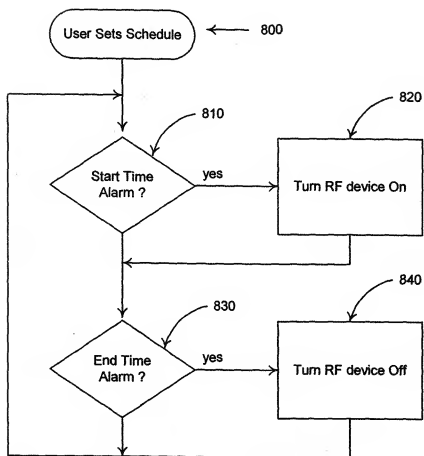 User Sets Schedule
800
810
820
Start Time
Alarm ?
yes
Turn RF device On
830
840
End Time
Alarm ?
yes
Turn RF device Off